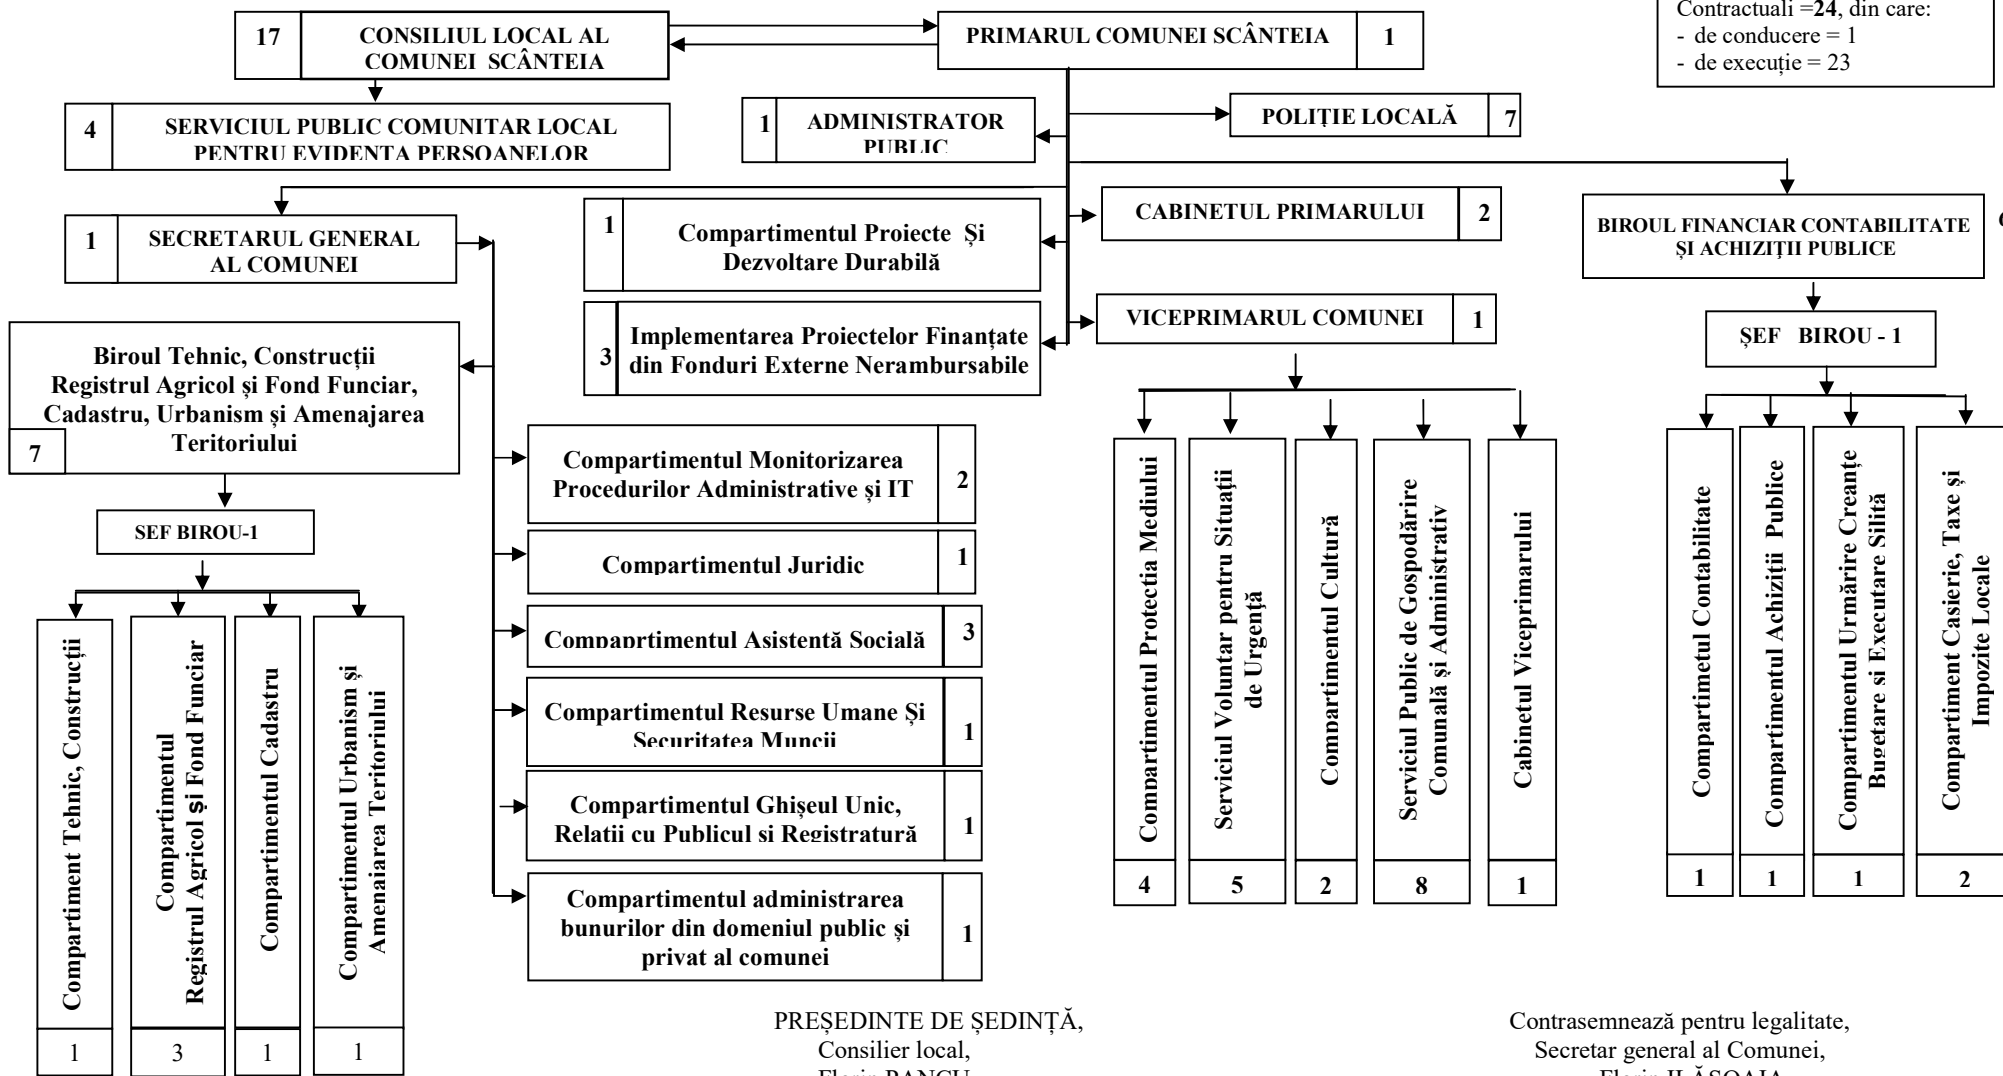 Contractuali =24, din care:
- de conducere = 1
- de execuție = 23
17
CONSILIUL LOCAL AL
COMUNEI SCÂNTEIA
PRIMARUL COMUNEI SCÂNTEIA
1
4
SERVICIUL PUBLIC COMUNITAR LOCAL
PENTRU EVIDENTA PERSOANELOR
1
ADMINISTRATOR
PUBLIC
POLIȚIE LOCALĂ
7
1
SECRETARUL GENERAL
AL COMUNEI
1
Compartimentul Proiecte Și
Dezvoltare Durabilă
CABINETUL PRIMARULUI
2
BIROUL FINANCIAR CONTABILITATE
ȘI ACHIZIŢII PUBLICE
3
Implementarea Proiectelor Finanțate
din Fonduri Externe Nerambursabile
VICEPRIMARUL COMUNEI
1
ȘEF BIROU - 1
Biroul Tehnic, Construcții
Registrul Agricol și Fond Funciar,
Cadastru, Urbanism și Amenajarea
Teritoriului
7
SEF BIROU-1
Compartiment Tehnic, Construcții
1
Compartimentul
Registrul Agricol și Fond Funciar
3
Compartimentul Cadastru
1
Compartimentul Urbanism și
Amenaiarea Teritoriului
1
Compartimentul Monitorizarea
Procedurilor Administrative și IT
2
Compartimentul Juridic
1
Compaprtimentul Asistentă Socială
3
Compartimentul Resurse Umane Și
Securitatea Muncii
1
Compartimentul Ghișeul Unic,
Relatii cu Publicul si Registratură
1
Compartimentul administrarea
bunurilor din domeniul public și
privat al comunei
1
Compartimentul Protectia Mediului
4
Serviciul Voluntar pentru Situații
de Urgenţă
5
Compartimentul Cultură
2
Serviciul Public de Gospodărire
Comunală și Administrativ
8
Cabinetul Viceprimarului
1
Compartimetul Contabilitate
1
Compartimentul Achiziții Publice
1
Compartimentul Urmărire Creanțe
Bugetare si Executare Silită
1
Compartiment Casierie, Taxe și
Impozite Locale
2
PREȘEDINTE DE ȘEDINȚĂ,
Consilier local,
Florin PANCU
Contrasemnează pentru legalitate,
Secretar general al Comunei,
Florin ILĂȘOAIA